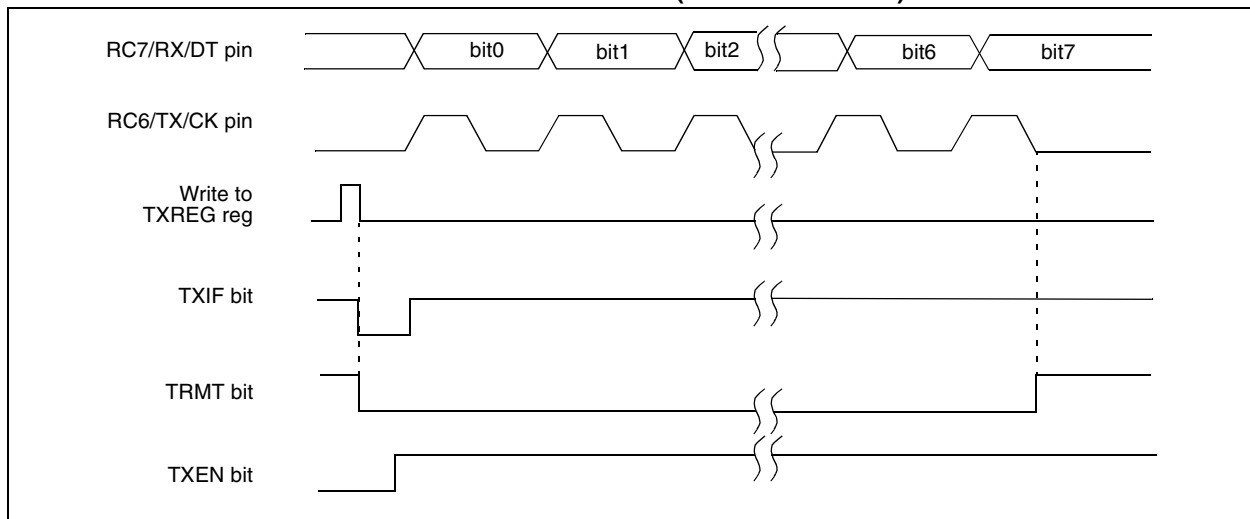 RC7/RX/DT pin
bit0 bit1 bit2 bit6 bit7
RC6/TX/CK pin
Write to
TXREG reg
TXIF bit
TRMT bit
TXEN bit